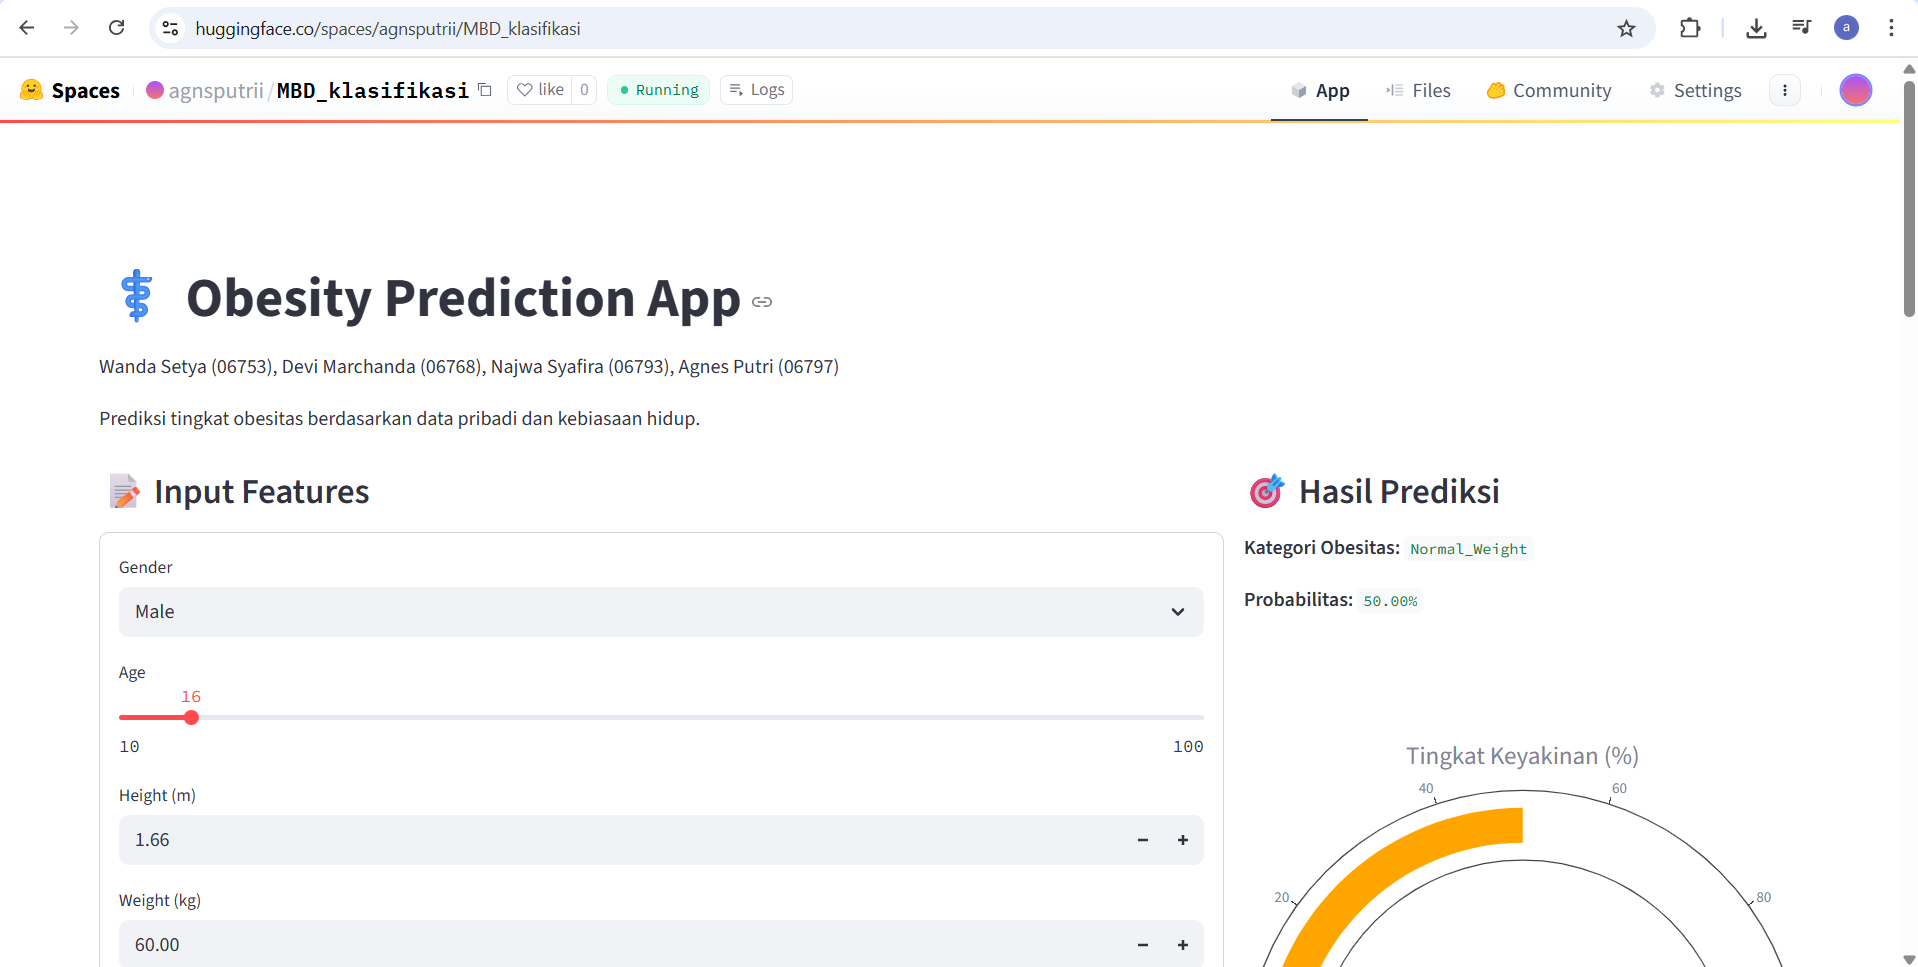 huggingface.co/spaces/agnsputrii/MBD_klasifikasi
a
Spaces
agnsputrii/MBD_klasifikasi
like 0
Running
Logs
App
Files
Community
Settings
Obesity Prediction App
Wanda Setya (06753), Devi Marchanda (06768), Najwa Syafira (06793), Agnes Putri (06797)
Prediksi tingkat obesitas berdasarkan data pribadi dan kebiasaan hidup.
Input Features
Gender
Male
Age
16
10
100
Height (m)
1.66
Weight (kg)
60.00
Hasil Prediksi
Kategori Obesitas: Normal_Weight
Probabilitas: 50.00%
Tingkat Keyakinan (%)
40
60
20
80